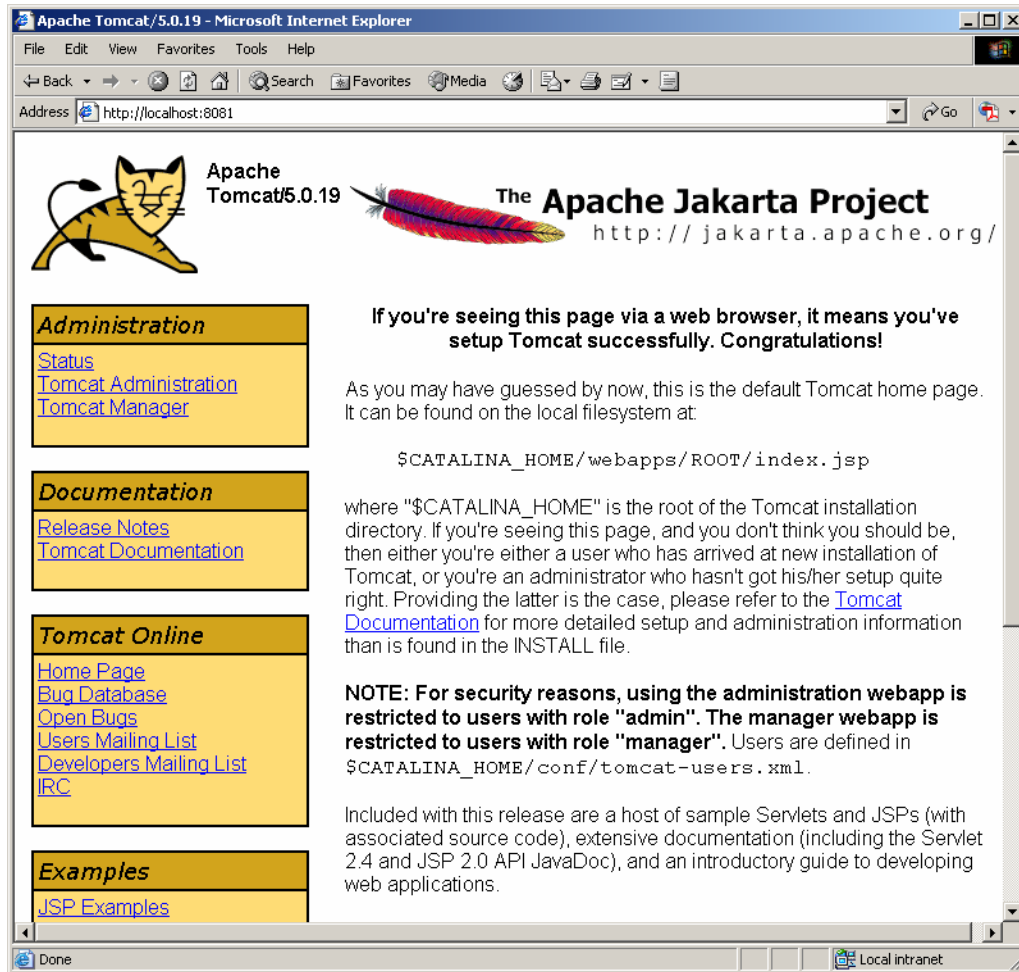 Apache Tomcat/5.0.19 - Microsoft Internet Explorer
File Edit View Favorites Tools Help
Back Search Favorites Media
Address http://localhost:8081 Go
Apache
Tomcat/5.0.19
The Apache Jakarta Project
http://jakarta.apache.org/
Administration
Status
Tomcat Administration
Tomcat Manager
Documentation
Release Notes
Tomcat Documentation
Tomcat Online
Home Page
Bug Database
Open Bugs
Users Mailing List
Developers Mailing List
IRC
Examples
JSP Examples
If you're seeing this page via a web browser, it means you've
setup Tomcat successfully. Congratulations!
As you may have guessed by now, this is the default Tomcat home page.
It can be found on the local filesystem at:
$CATALINA_HOME/webapps/ROOT/index.jsp
where "$CATALINA_HOME" is the root of the Tomcat installation
directory. If you're seeing this page, and you don't think you should be,
then either you're either a user who has arrived at new installation of
Tomcat, or you're an administrator who hasn't got his/her setup quite
right. Providing the latter is the case, please refer to the Tomcat
Documentation for more detailed setup and administration information
than is found in the INSTALL file.
NOTE: For security reasons, using the administration webapp is
restricted to users with role "admin". The manager webapp is
restricted to users with role "manager". Users are defined in
$CATALINA_HOME/conf/tomcat-users.xml.
Included with this release are a host of sample Servlets and JSPs (with
associated source code), extensive documentation (including the Servlet
2.4 and JSP 2.0 API JavaDoc), and an introductory guide to developing
web applications.
Done Local intranet